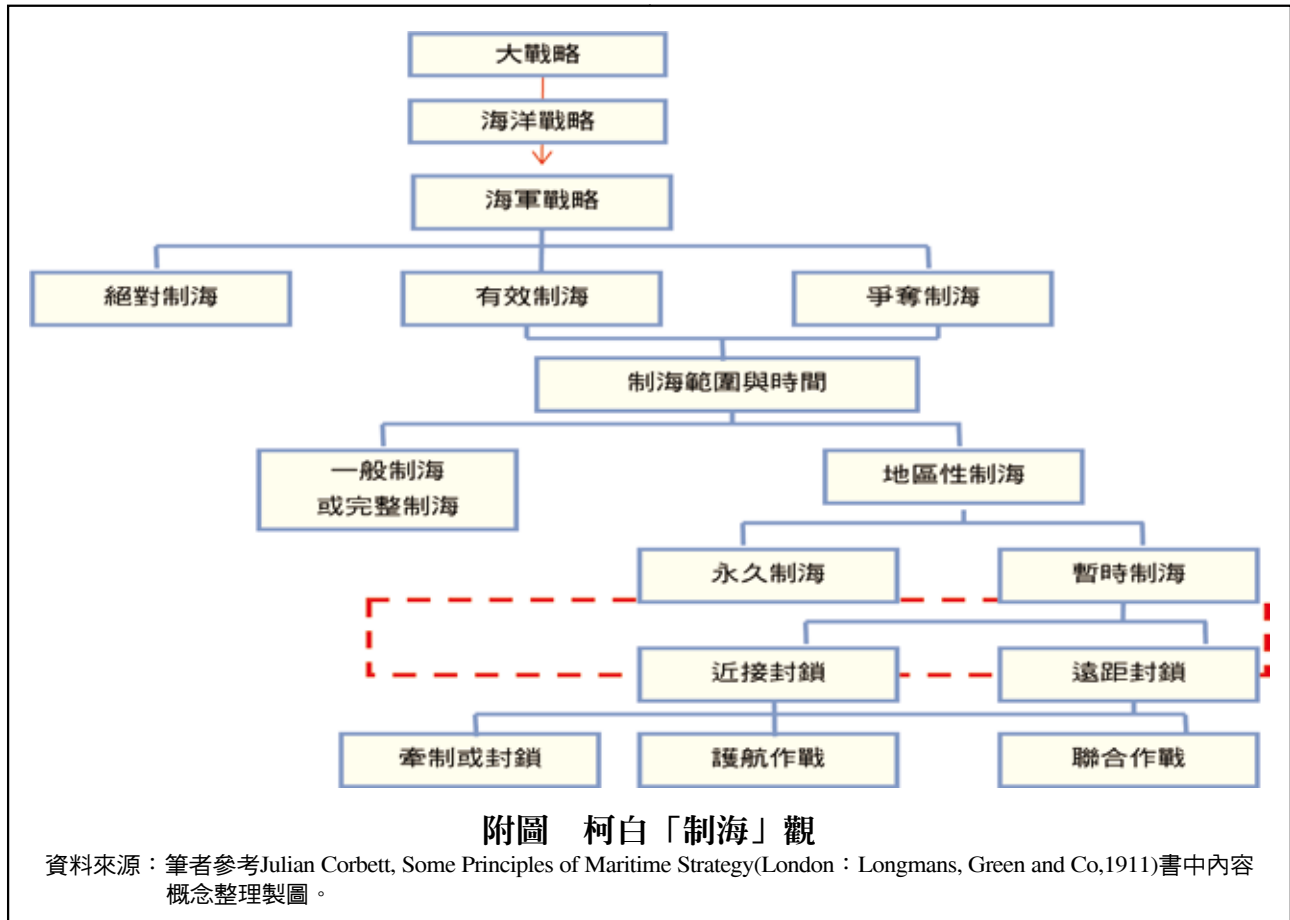 大戰略
海洋戰略
海軍戰略
絕對制海
有效制海
爭奪制海
制海範圍與時間
一般制海
或完整制海
地區性制海
永久制海
暫時制海
近接封鎖
遠距封鎖
牽制或封鎖
護航作戰
聯合作戰
附圖　柯白「制海」觀
資料來源：筆者參考Julian Corbett, Some Principles of Maritime Strategy(London：Longmans, Green and Co,1911)書中內容
概念整理製圖。